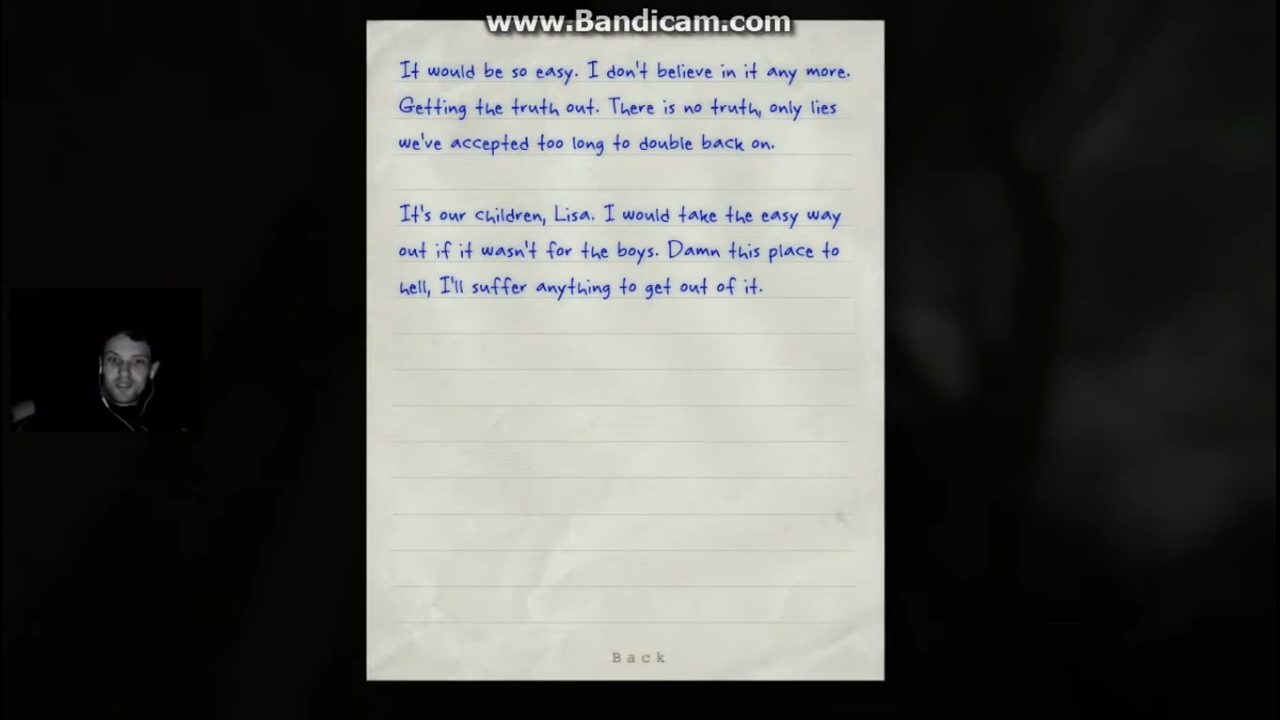 www.Bandicam.com
It would be so easy. I don't believe in it any more.
Getting the truth out. There is no truth, only lies
we've accepted too long to double back on.
It's our children, Lisa. I would take the easy way
out if it wasn't for the boys. Damn this place to
hell, I'll suffer anything to get out of it.
Back